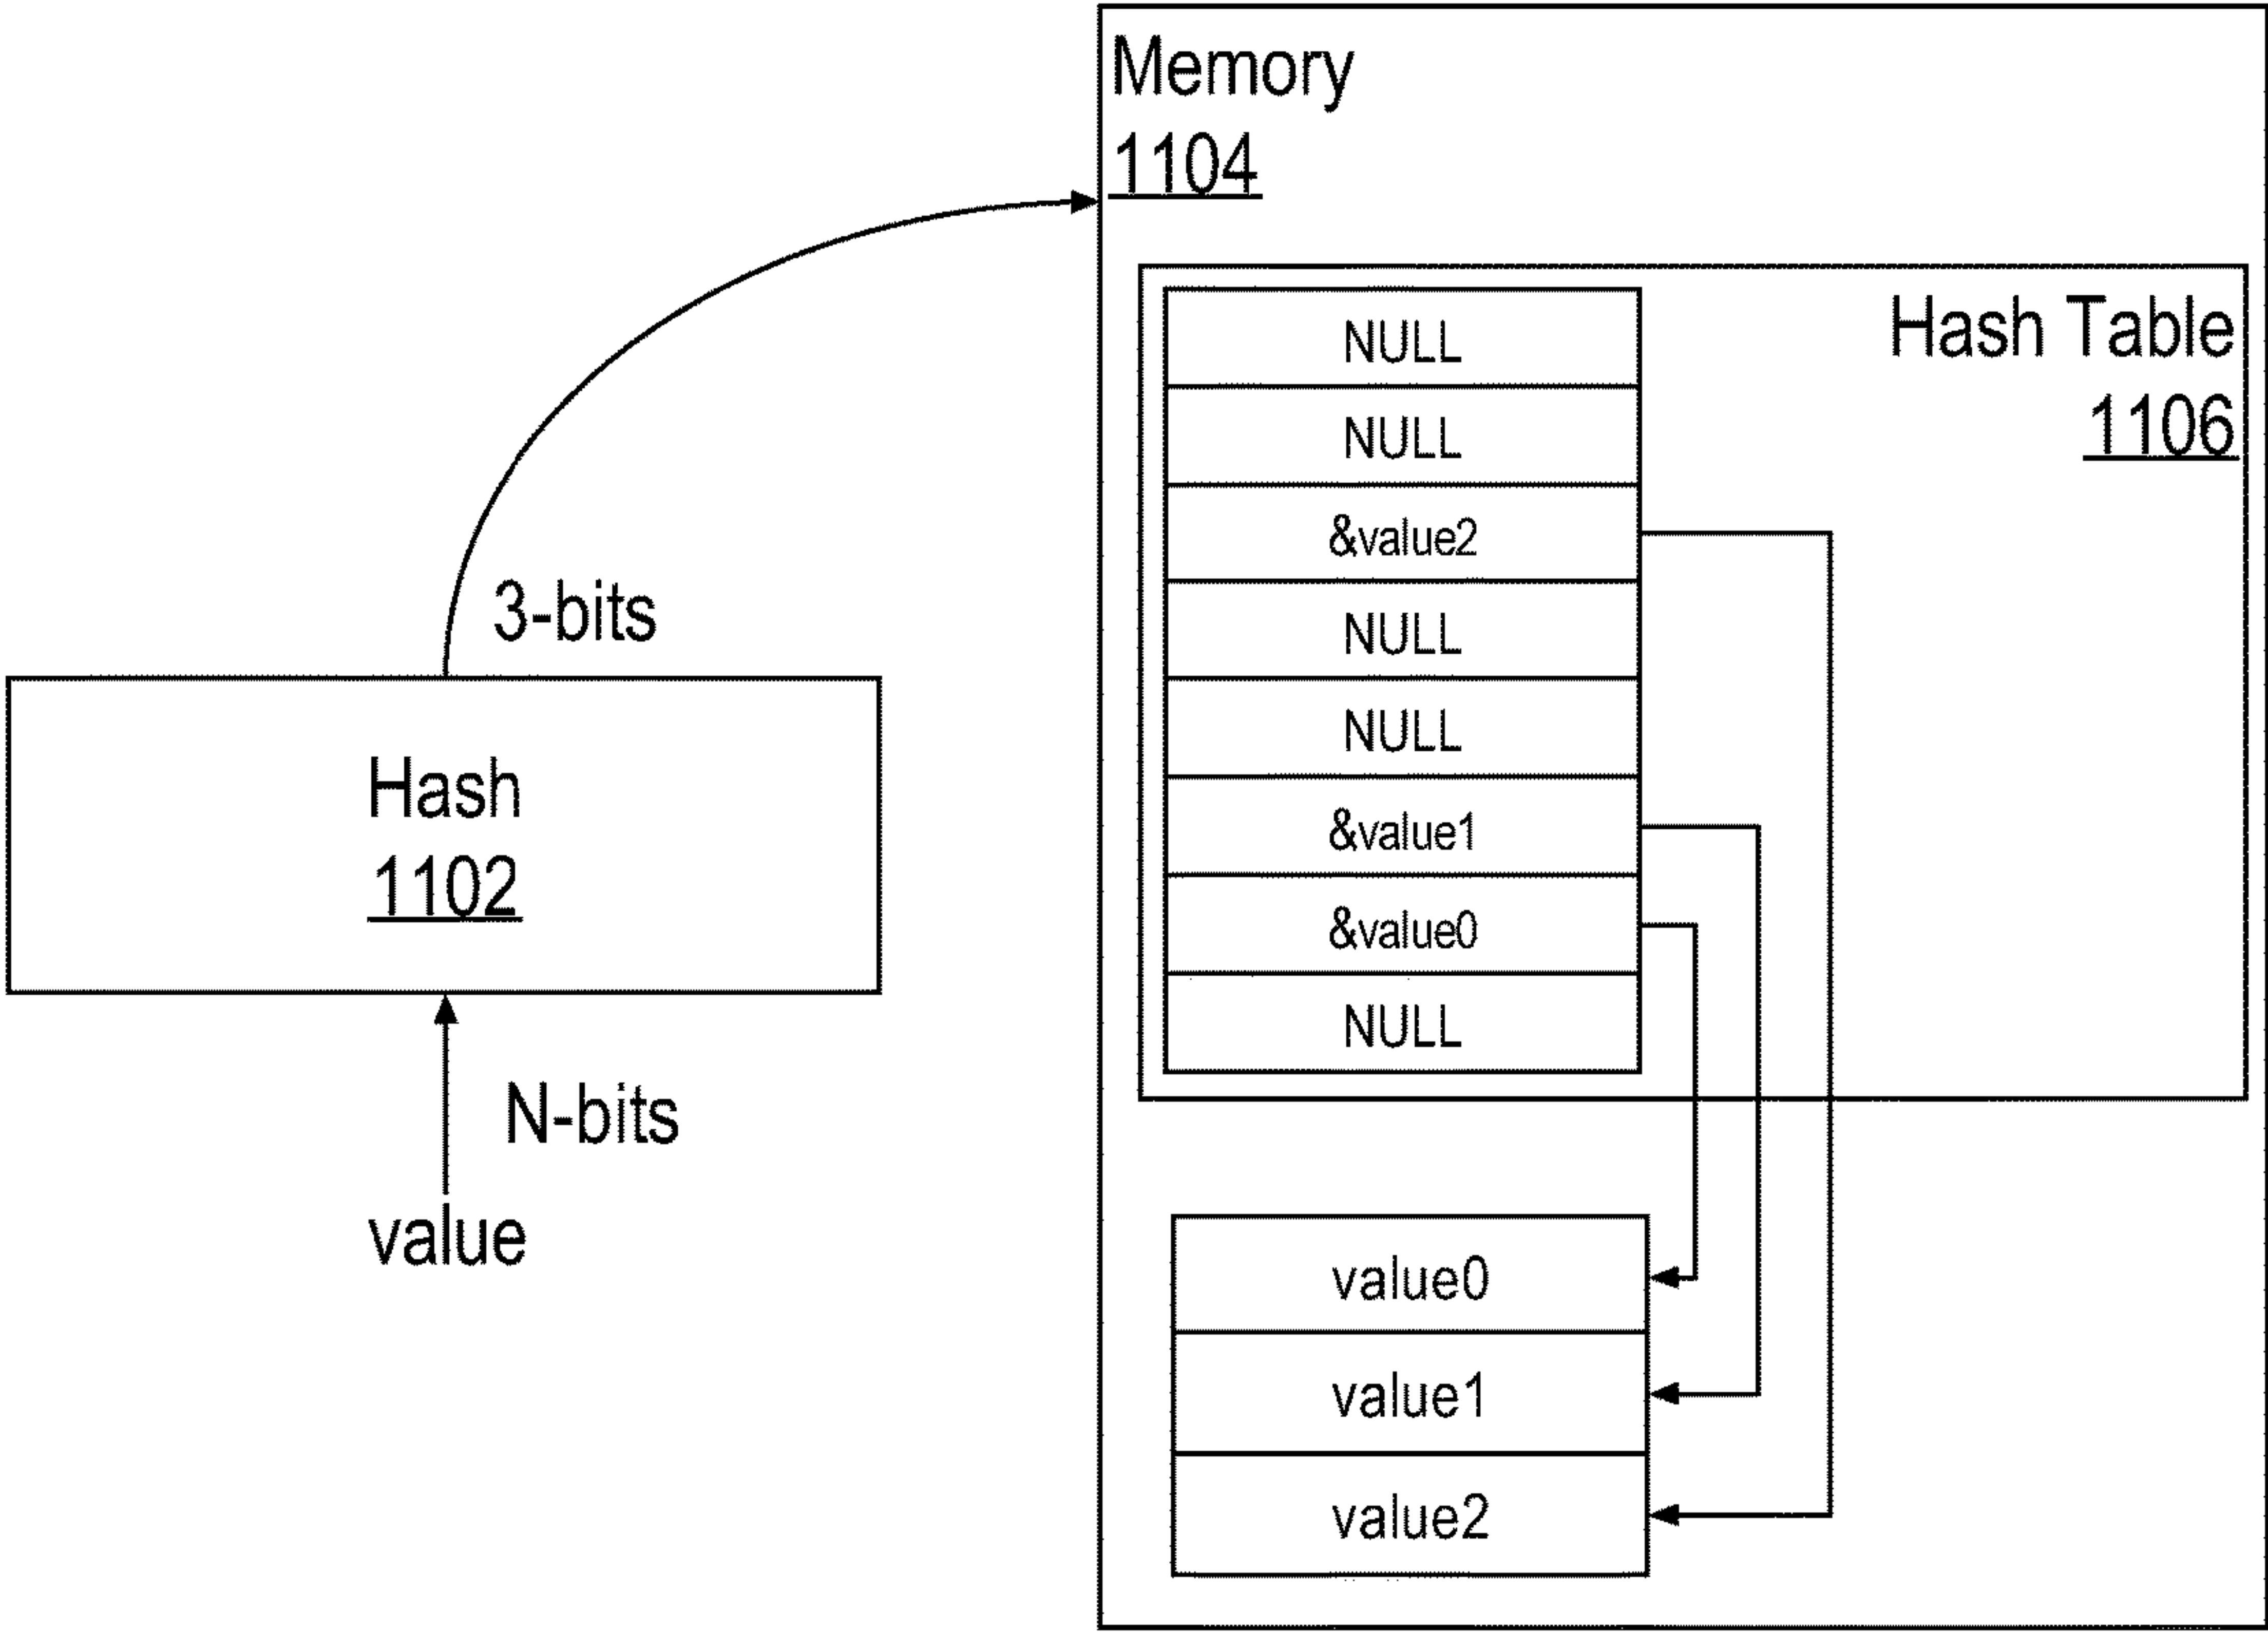 Memory
1104
Hash Table
1106
NULL
NULL
&value2
NULL
NULL
&value1
&value0
NULL
3-bits
Hash
1102
N-bits
value
value0
value1
value2